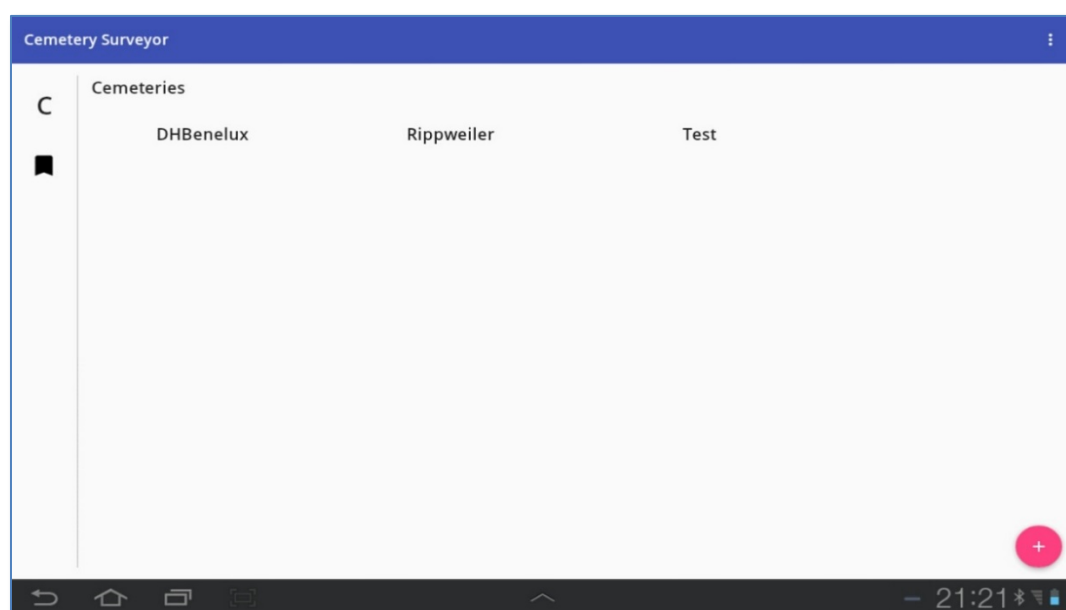 Cemetery Surveyor
C
Cemeteries
DHBenelux Rippweiler Test
+
21:21